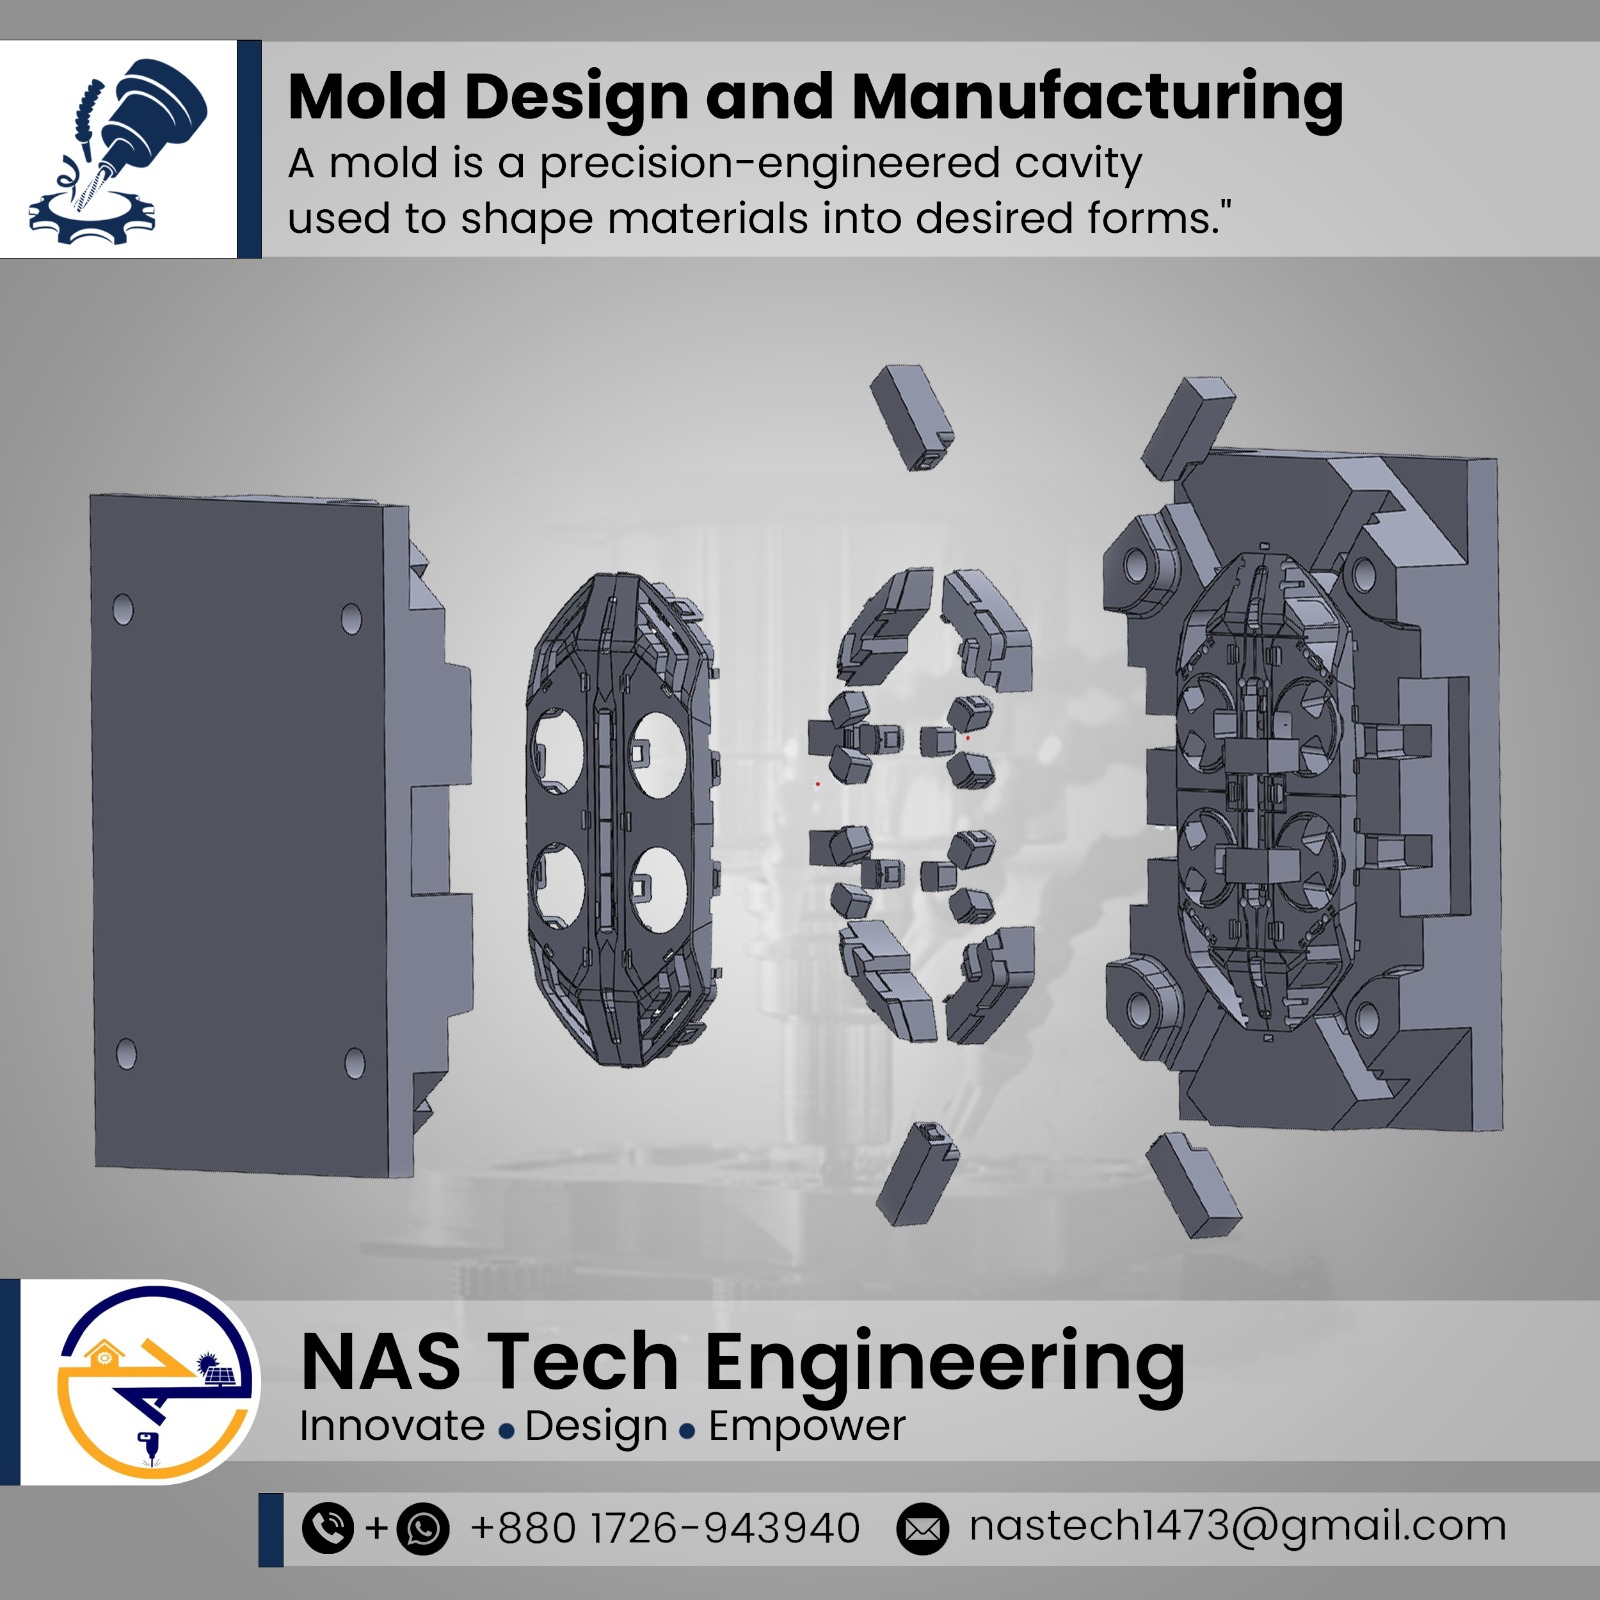 Mold Design and Manufacturing
A mold is a precision-engineered cavity
used to shape materials into desired forms."
NAS Tech Engineering
Innovate • Design • Empower
+ +880 1726-943940 nastech1473@gmail.com